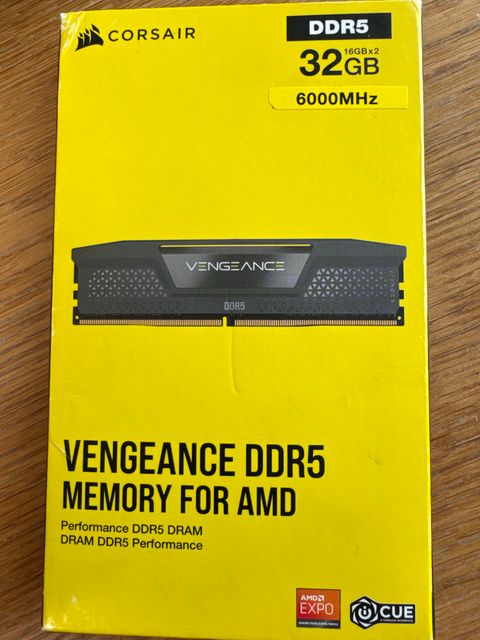 CORSAIR
DDR5
16GBx2
32GB
6000MHz
VENGEANCE
DDR5
VENGEANCE DDR5
MEMORY FOR AMD
Performance DDR5 DRAM
DRAM DDR5 Performance
AMD
EXPO
iCUE